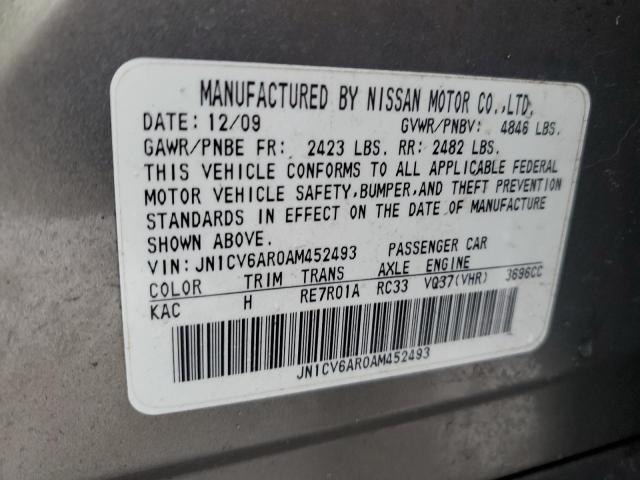 MANUFACTURED BY NISSAN MOTOR CO.,LTD.
DATE: 12/09 GVWR/PNBV: 4846 LBS.
GAWR/PNBE FR: 2423 LBS. RR: 2482 LBS.
THIS VEHICLE CONFORMS TO ALL APPLICABLE FEDERAL
MOTOR VEHICLE SAFETY,BUMPER,AND THEFT PREVENTION
STANDARDS IN EFFECT ON THE DATE OF MANUFACTURE
SHOWN ABOVE.
VIN:JN1CV6AR0AM452493 PASSENGER CAR
COLOR TRIM TRANS AXLE ENGINE
KAC H RE7R01A RC33 VQ37(VHR) 3696CC
JN1CV6AR0AM452493